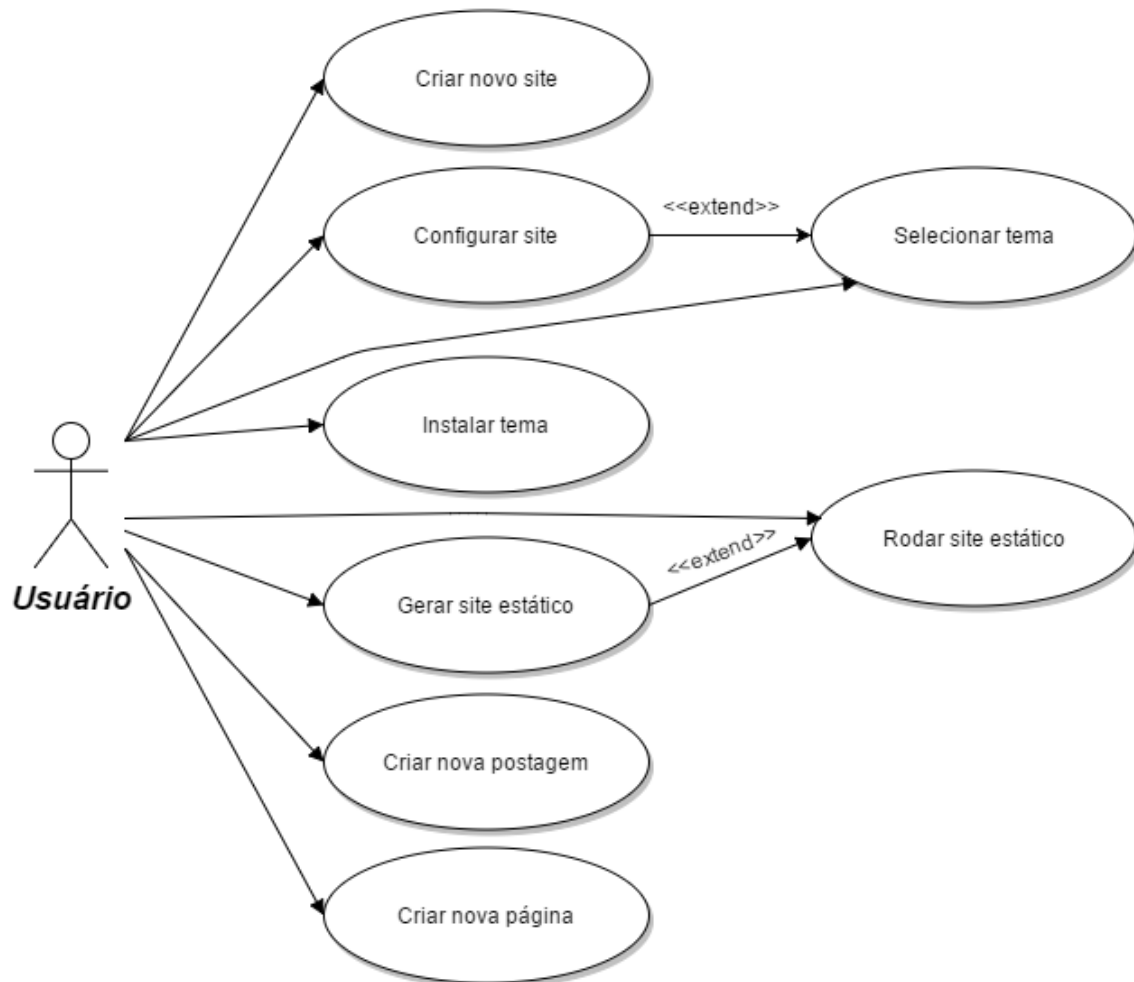 Criar novo site
Configurar site
<<extend>>
Selecionar tema
Instalar tema
Usuário
Gerar site estático
<<extend>>
Rodar site estático
Criar nova postagem
Criar nova página